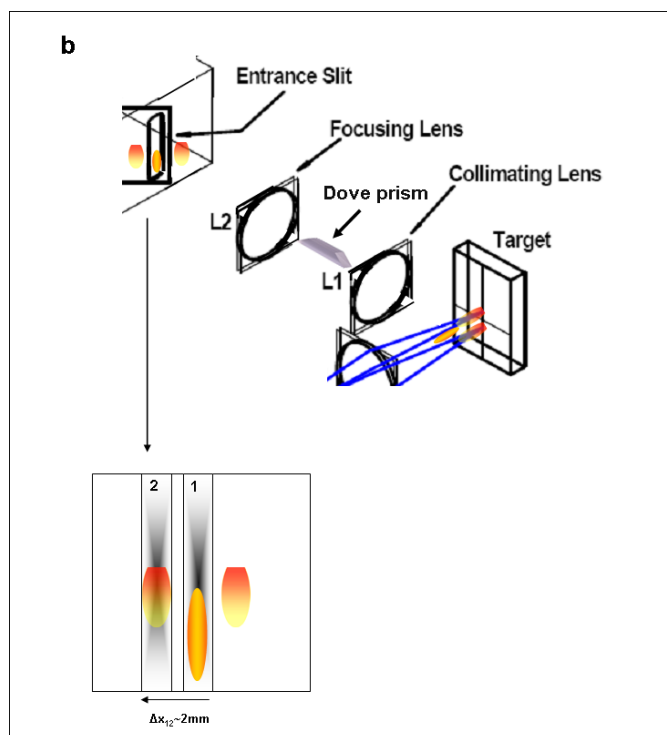 b
Entrance Slit
Focusing Lens
Dove prism
Collimating Lens
L2
L1
Target
2 1
Δx₁₂~2mm